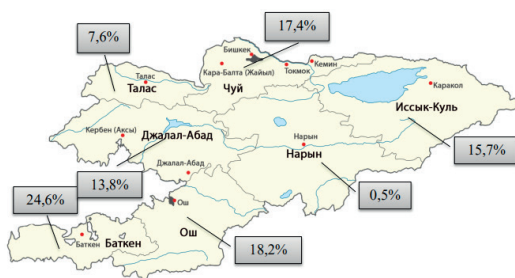 17,4%
7,6%
Бишкек
Кемин
Кара-Балта (Жайыл)
Токмок
Талас
Талас
Чуй
Каракол
Иссык-Куль
Кербен (Аксы)
Джалал-Абад
Нарын
Нарын
15,7%
Джалал-Абад
13,8%
0,5%
24,6%
Ош
Баткен
Баткен
Ош
18,2%